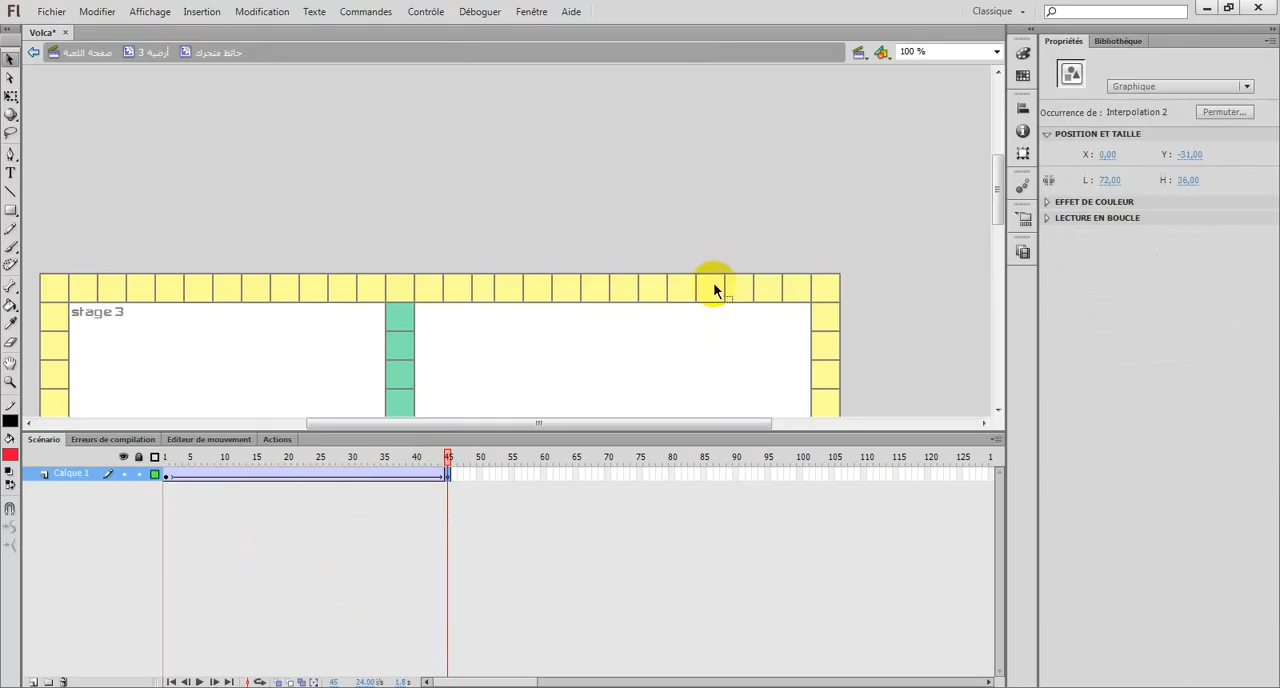 Fl Fichier Modifier Affichage Insertion Modification Texte Commandes Contrôle Déboguer Fenêtre Aide Classique
Volca* ×
صفحة اللعبة أرضية 3 حائط متحرك 100 %
Propriétés Bibliothèque
Graphique
Occurrence de : Interpolation 2 Permuter...
POSITION ET TAILLE
X : 0,00 Y : -31,00
L : 72,00 H : 36,00
EFFET DE COULEUR
LECTURE EN BOUCLE
T
stage 3
Scénario Erreurs de compilation Editeur de mouvement Actions
1 5 10 15 20 25 30 35 40 45 50 55 60 65 70 75 80 85 90 95 100 105 110 115 120 125 1
Calque 1
45 24.00 i/s 1.8 s